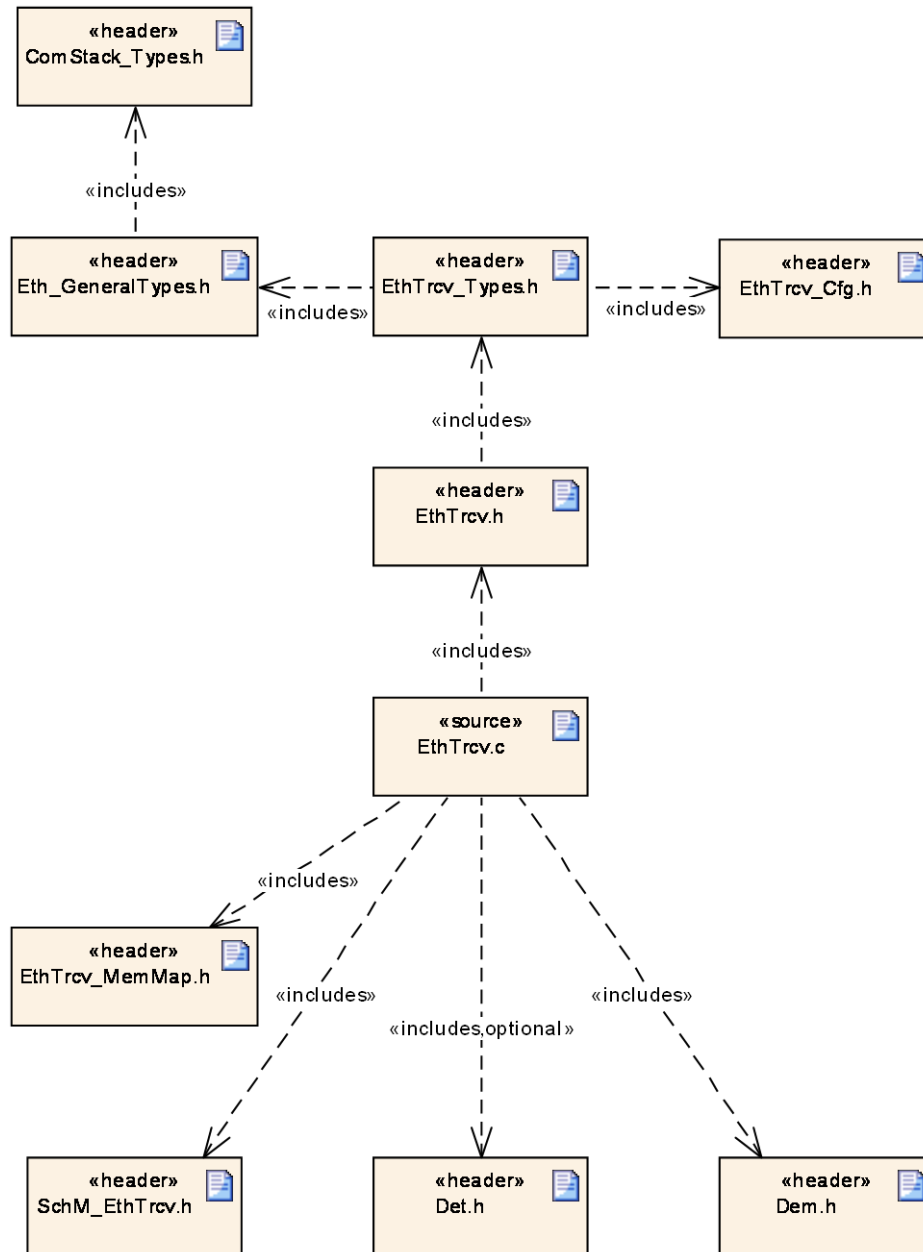 «header»
ComStack_Types.h
«includes»
«header»
Eth_GeneralTypes.h
«header»
EthTrcv_Types.h
«header»
EthTrcv_Cfg.h
«includes»
«includes»
«includes»
«header»
EthTrcv.h
«includes»
«source»
EthTrcv.c
«includes»
«header»
EthTrcv_MemMap.h
«includes»
«includes,optional»
«includes»
«header»
SchM_EthTrcv.h
«header»
Det.h
«header»
Dem.h